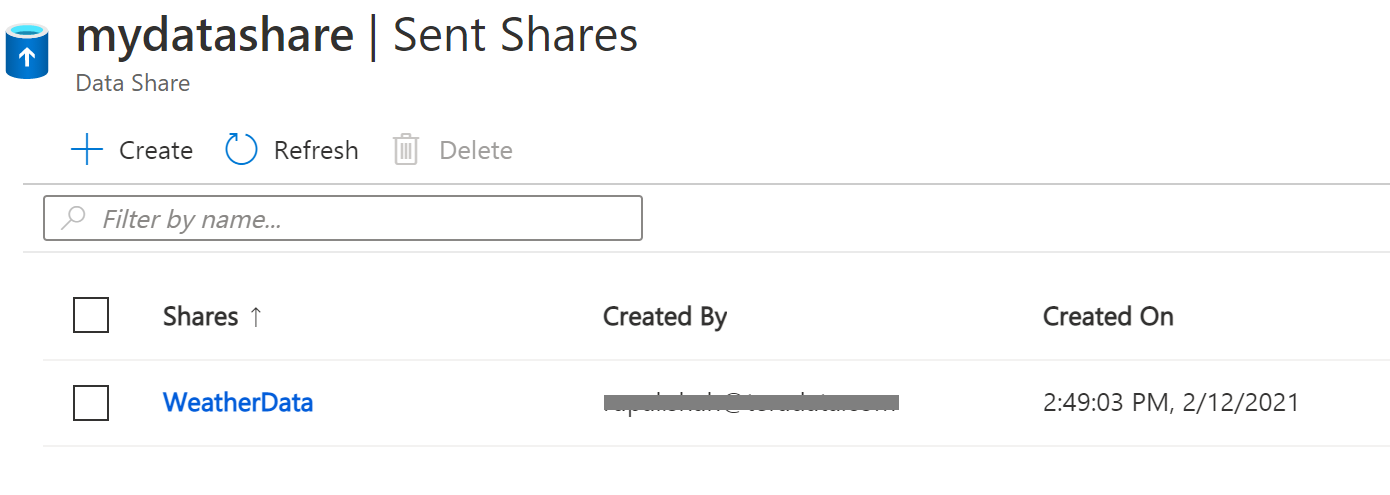 mydatashare | Sent Shares
Data Share
Create Refresh Delete
Filter by name...
Shares ↑ Created By Created On
WeatherData 2:49:03 PM, 2/12/2021